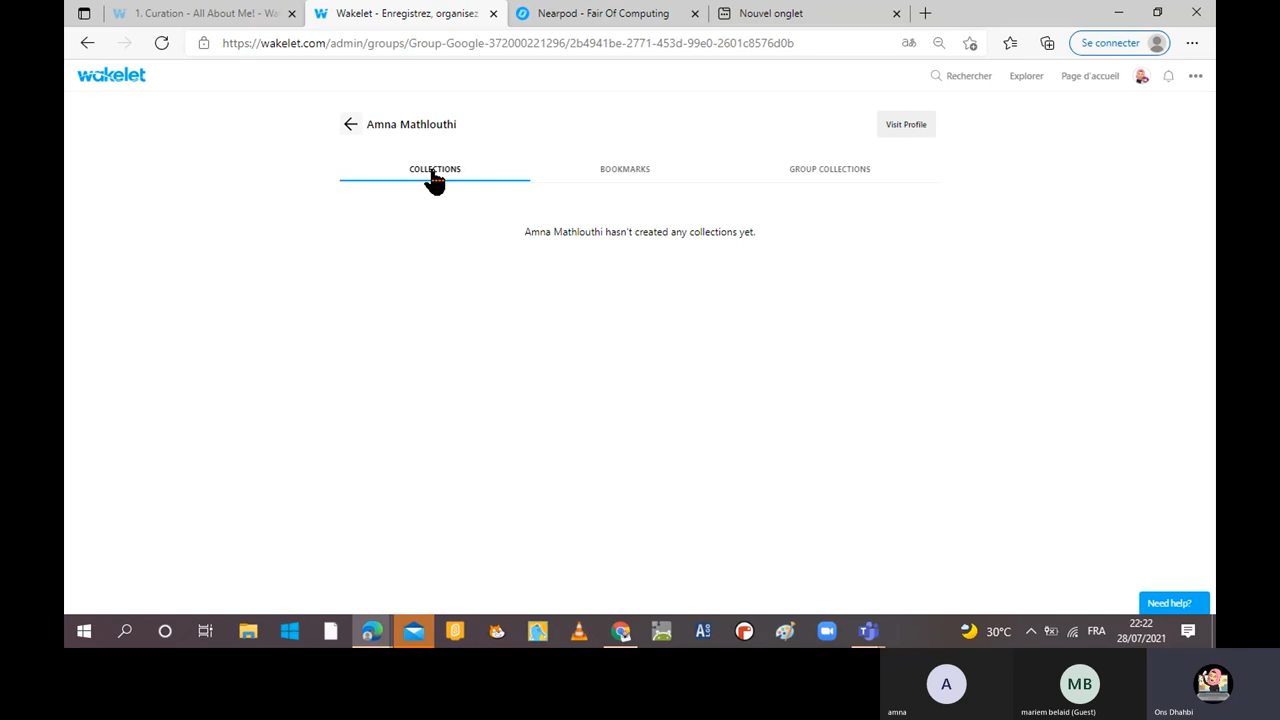 1. Curation - All About Me! - Wa
Wakelet - Enregistrez, organisez
Nearpod - Fair Of Computing
Nouvel onglet
https://wakelet.com/admin/groups/Group-Google-372000221296/2b4941be-2771-453d-99e0-2601c8576d0b
Se connecter
wakelet
Rechercher
Explorer
Page d'accueil
Amna Mathlouthi
Visit Profile
COLLECTIONS
BOOKMARKS
GROUP COLLECTIONS
Amna Mathlouthi hasn't created any collections yet.
Need help?
30°C
FRA
22:22
28/07/2021
A
MB
amna
mariem belaid (Guest)
Ons Dhahbi